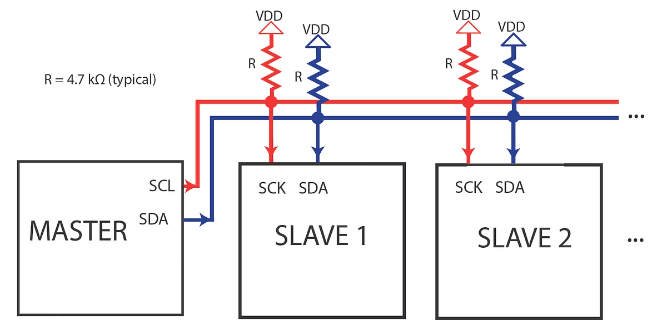 VDD VDD VDD VDD
R R R R
R = 4.7 kΩ (typical)
...
SCL SCK SDA SCK SDA
SDA
MASTER SLAVE 1 SLAVE 2 ...